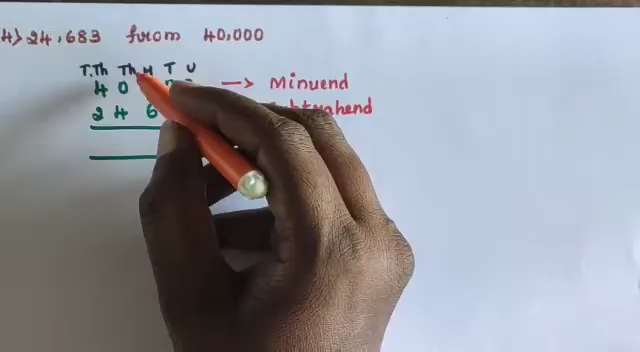 4) 24,683 from 40,000
T.Th Th H T U
4 0 → Minuend
2 4 6